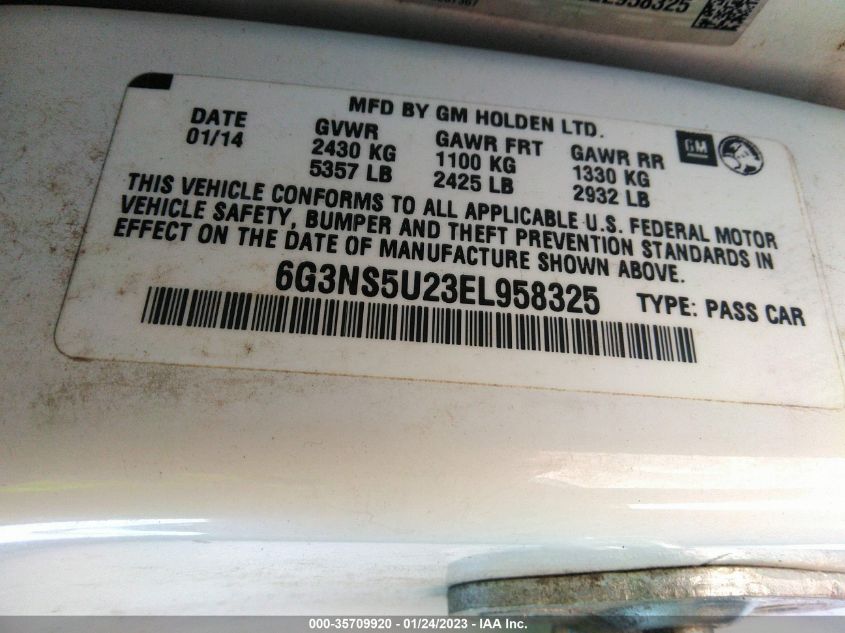 L958325
MFD BY GM HOLDEN LTD.
DATE GVWR GAWR FRT GAWR RR GM
01/14 2430 KG 1100 KG 1330 KG
5357 LB 2425 LB 2932 LB
THIS VEHICLE CONFORMS TO ALL APPLICABLE U.S. FEDERAL MOTOR
VEHICLE SAFETY, BUMPER AND THEFT PREVENTION STANDARDS IN
EFFECT ON THE DATE OF MANUFACTURE SHOWN ABOVE.
6G3NS5U23EL958325 TYPE: PASS CAR
000-35709920 - 01/24/2023 - IAA Inc.